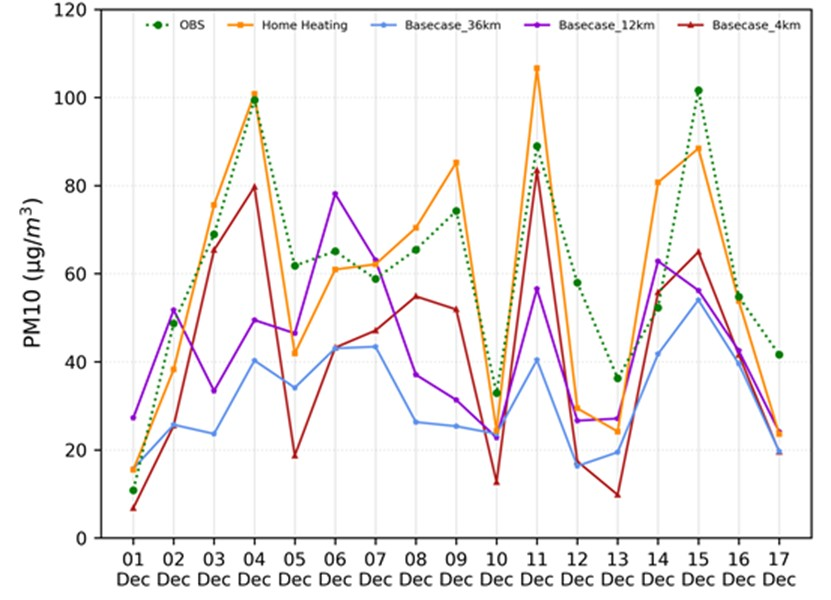 120
OBS Home Heating Basecase_36km Basecase_12km Basecase_4km
100
80
60
40
20
0
PM10 (μg/m³)
01 02 03 04 05 06 07 08 09 10 11 12 13 14 15 16 17
Dec Dec Dec Dec Dec Dec Dec Dec Dec Dec Dec Dec Dec Dec Dec Dec Dec